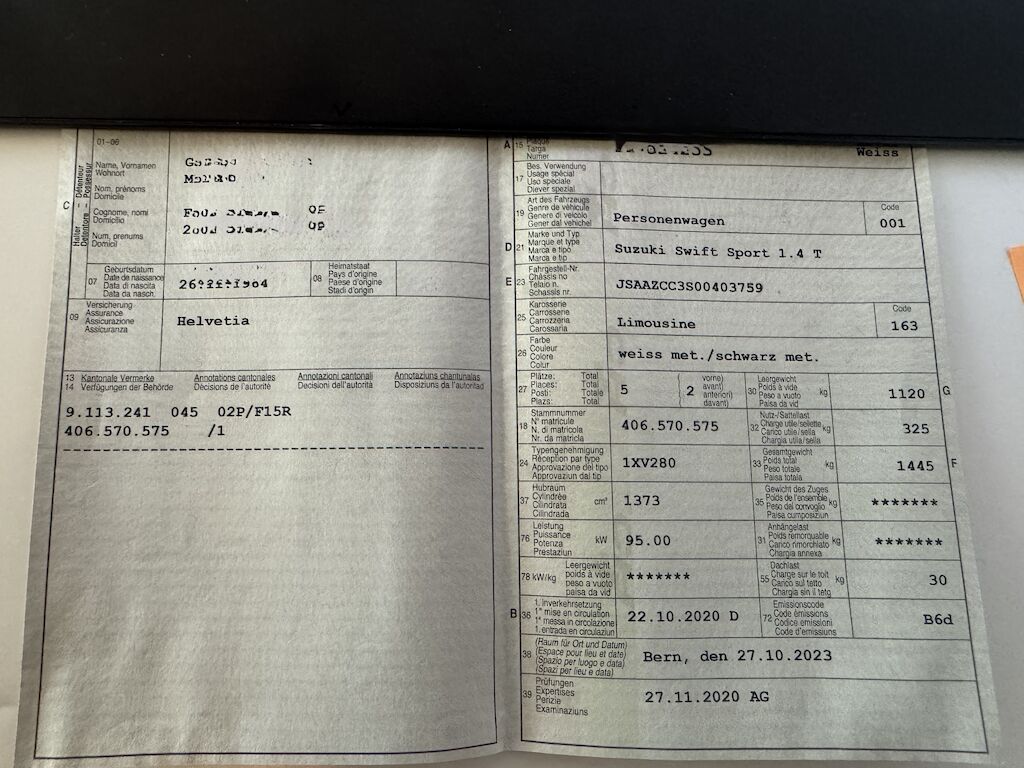 01-06
Halter - Détenteur
Detentore - Possessur
C
Name, Vornamen
Wohnort
Nom, prénoms
Domicile
Cognome, nomi
Domicilio
Num, prenums
Domicil
07 Geburtsdatum
Date de naissance
Data di nascita
Data da nasch.
08 Heimatstaat
Pays d'origine
Paese d'origine
Stadi d'origin
09 Versicherung
Assurance
Assicurazione
Assicuranza
Helvetia
13 Kantonale Vermerke Annotations cantonales Annotazioni cantonali Annotaziuns chantunalas
14 Verfügungen der Behörde Décisions de l'autorité Decisioni dell'autorità Disposiziuns da l'autoritad
9.113.241 045 02P/F15R
406.570.575 /1
A 15 Plaque
Targa
Numer
Weiss
17 Bes. Verwendung
Usage spécial
Uso speciale
Diever spezial
19 Art des Fahrzeugs
Genre de véhicule
Genere di veicolo
Gener dal vehichel
Personenwagen
Code
001
D 21 Marke und Typ
Marque et type
Marca e tipo
Marca e tip
Suzuki Swift Sport 1.4 T
E 23 Fahrgestell-Nr.
Châssis no
Telaio n.
Schassis nr.
JSAAZCC3S00403759
25 Karosserie
Carrosserie
Carrozzeria
Carossaria
Limousine
Code
163
26 Farbe
Couleur
Colore
Colur
weiss met./schwarz met.
27 Plätze: Total
Places: Total
Posti: Totale
Plazs: Total
5
( 2 vorne)
avant)
anteriori)
davant)
30 Leergewicht
Poids à vide
Peso a vuoto
Paisa da vid
kg
1120 G
18 Stammnummer
N° matricule
N. di matricola
Nr. da matricla
406.570.575
32 Nutz-/Sattellast
Charge utile/sellette
Carico utile/sella
Chargia utila/sella
kg
325
24 Typengenehmigung
Réception par type
Approvazione del tipo
Approvaziun dal tip
1XV280
33 Gesamtgewicht
Poids total
Peso totale
Paisa totala
kg
1445 F
37 Hubraum
Cylindrée
Cilindrata
Cilindrada
cm³
1373
35 Gewicht des Zuges
Poids de l'ensemble
Peso del convoglio
Paisa cumposiziun
kg
*******
76 Leistung
Puissance
Potenza
Prestaziun
kW
95.00
31 Anhängelast
Poids remorquable
Carico rimorchiato
Chargia annexa
kg
*******
78 kW/kg Leergewicht
poids à vide
peso a vuoto
paisa da vid
*******
55 Dachlast
Charge sur le toit
Carico sul tetto
Chargia sin il tetg
kg
30
B 36 1. Inverkehrsetzung
1re mise en circulation
1a messa in circolazione
1. entrada en circulaziun
22.10.2020 D
72 Emissionscode
Code émissions
Codice emissioni
Code d'emissiuns
B6d
38 (Raum für Ort und Datum)
(Espace pour lieu et date)
(Spazio per luogo e data)
(Spazi per lieu e data)
Bern, den 27.10.2023
39 Prüfungen
Expertises
Perizie
Examinaziuns
27.11.2020 AG